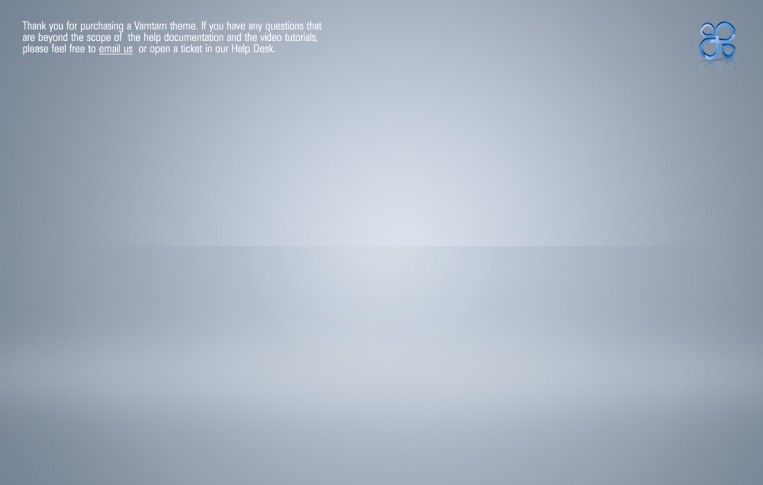 Thank you for purchasing a Vamtam theme. If you have any questions that
are beyond the scope of the help documentation and the video tutorials,
please feel free to email us or open a ticket in our Help Desk.